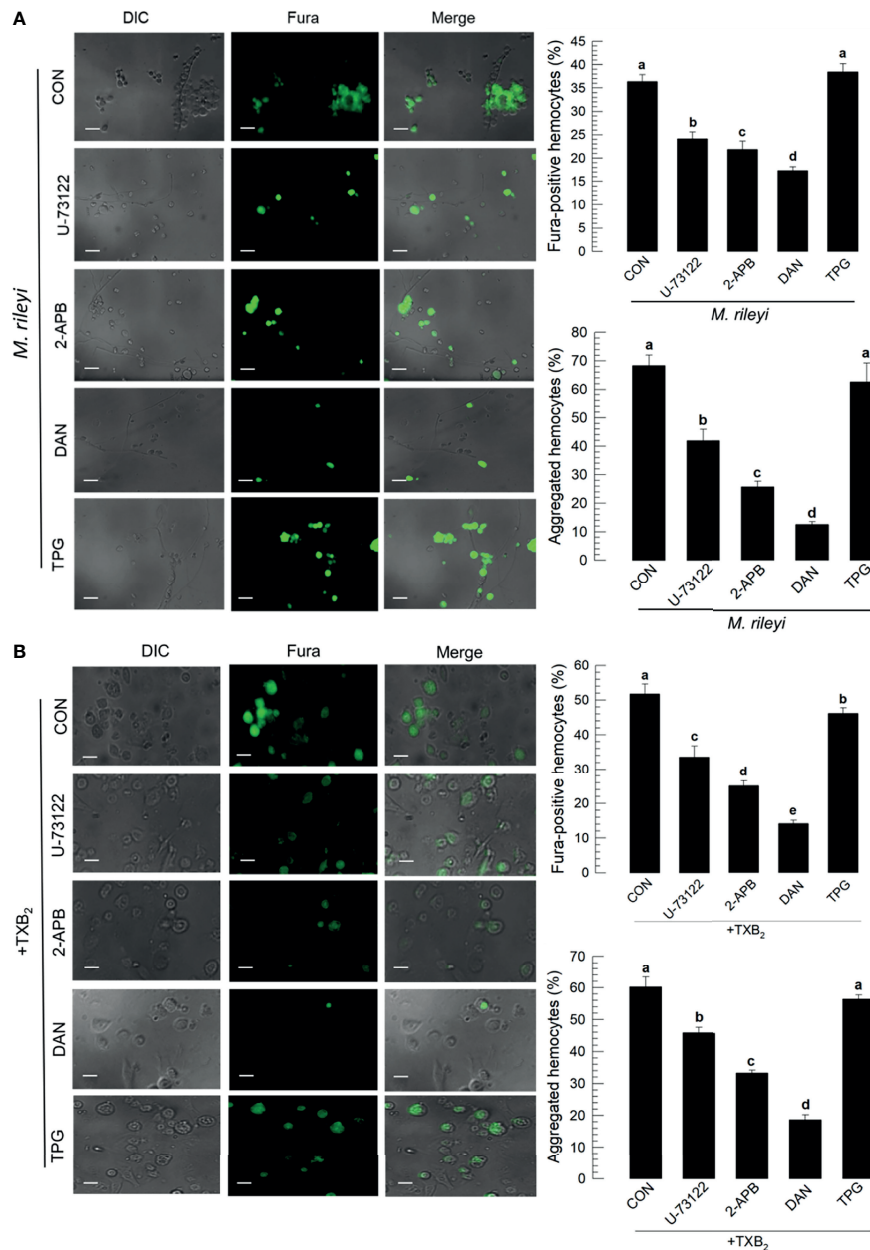 A
DIC Fura Merge
M. rileyi
CON
U-73122
2-APB
DAN
TPG
Fura-positive hemocytes (%)
45
40
35
30
25
20
15
10
5
0
a
b
c
d
a
CON U-73122 2-APB DAN TPG
M. rileyi
Aggregated hemocytes (%)
80
70
60
50
40
30
20
10
0
a
b
c
d
a
CON U-73122 2-APB DAN TPG
M. rileyi
B
DIC Fura Merge
+TXB₂
CON
U-73122
2-APB
DAN
TPG
Fura-positive hemocytes (%)
60
50
40
30
20
10
0
a
c
d
e
b
CON U-73122 2-APB DAN TPG
+TXB₂
Aggregated hemocytes (%)
70
60
50
40
30
20
10
0
a
b
c
d
a
CON U-73122 2-APB DAN TPG
+TXB₂